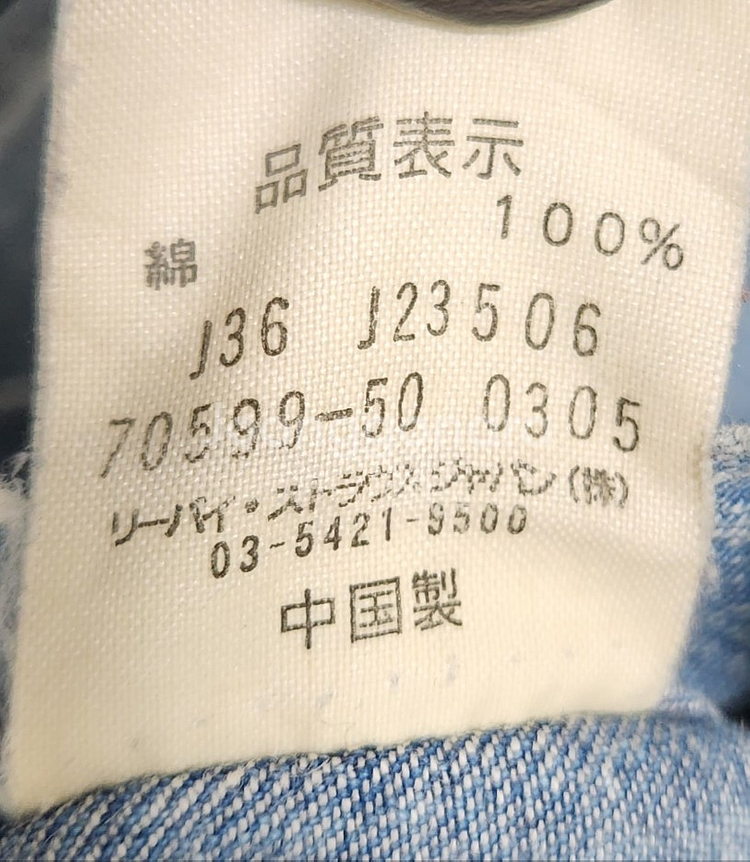 品質表示
綿 100%
J36 J23506
70599-50 0305
リーバイ・ストラウス ジャパン(株)
03-5421-9500
中国製